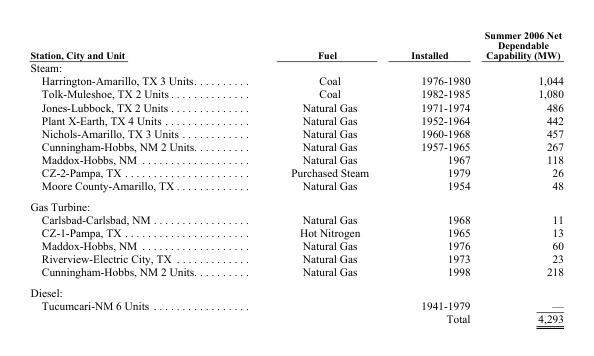 Summer 2006 Net
Dependable
Station, City and Unit Fuel Installed Capability (MW)
Steam:
Harrington-Amarillo, TX 3 Units. . . . . . . . . . Coal 1976-1980 1,044
Tolk-Muleshoe, TX 2 Units . . . . . . . . . . . . . Coal 1982-1985 1,080
Jones-Lubbock, TX 2 Units . . . . . . . . . . . . . Natural Gas 1971-1974 486
Plant X-Earth, TX 4 Units . . . . . . . . . . . . . . Natural Gas 1952-1964 442
Nichols-Amarillo, TX 3 Units . . . . . . . . . . . Natural Gas 1960-1968 457
Cunningham-Hobbs, NM 2 Units. . . . . . . . . Natural Gas 1957-1965 267
Maddox-Hobbs, NM . . . . . . . . . . . . . . . . . Natural Gas 1967 118
CZ-2-Pampa, TX . . . . . . . . . . . . . . . . . . . . Purchased Steam 1979 26
Moore County-Amarillo, TX . . . . . . . . . . . . Natural Gas 1954 48
Gas Turbine:
Carlsbad-Carlsbad, NM . . . . . . . . . . . . . . . Natural Gas 1968 11
CZ-1-Pampa, TX . . . . . . . . . . . . . . . . . . . . Hot Nitrogen 1965 13
Maddox-Hobbs, NM . . . . . . . . . . . . . . . . . Natural Gas 1976 60
Riverview-Electric City, TX . . . . . . . . . . . . Natural Gas 1973 23
Cunningham-Hobbs, NM 2 Units. . . . . . . . . Natural Gas 1998 218
Diesel:
Tucumcari-NM 6 Units . . . . . . . . . . . . . . . 1941-1979 —
Total 4,293